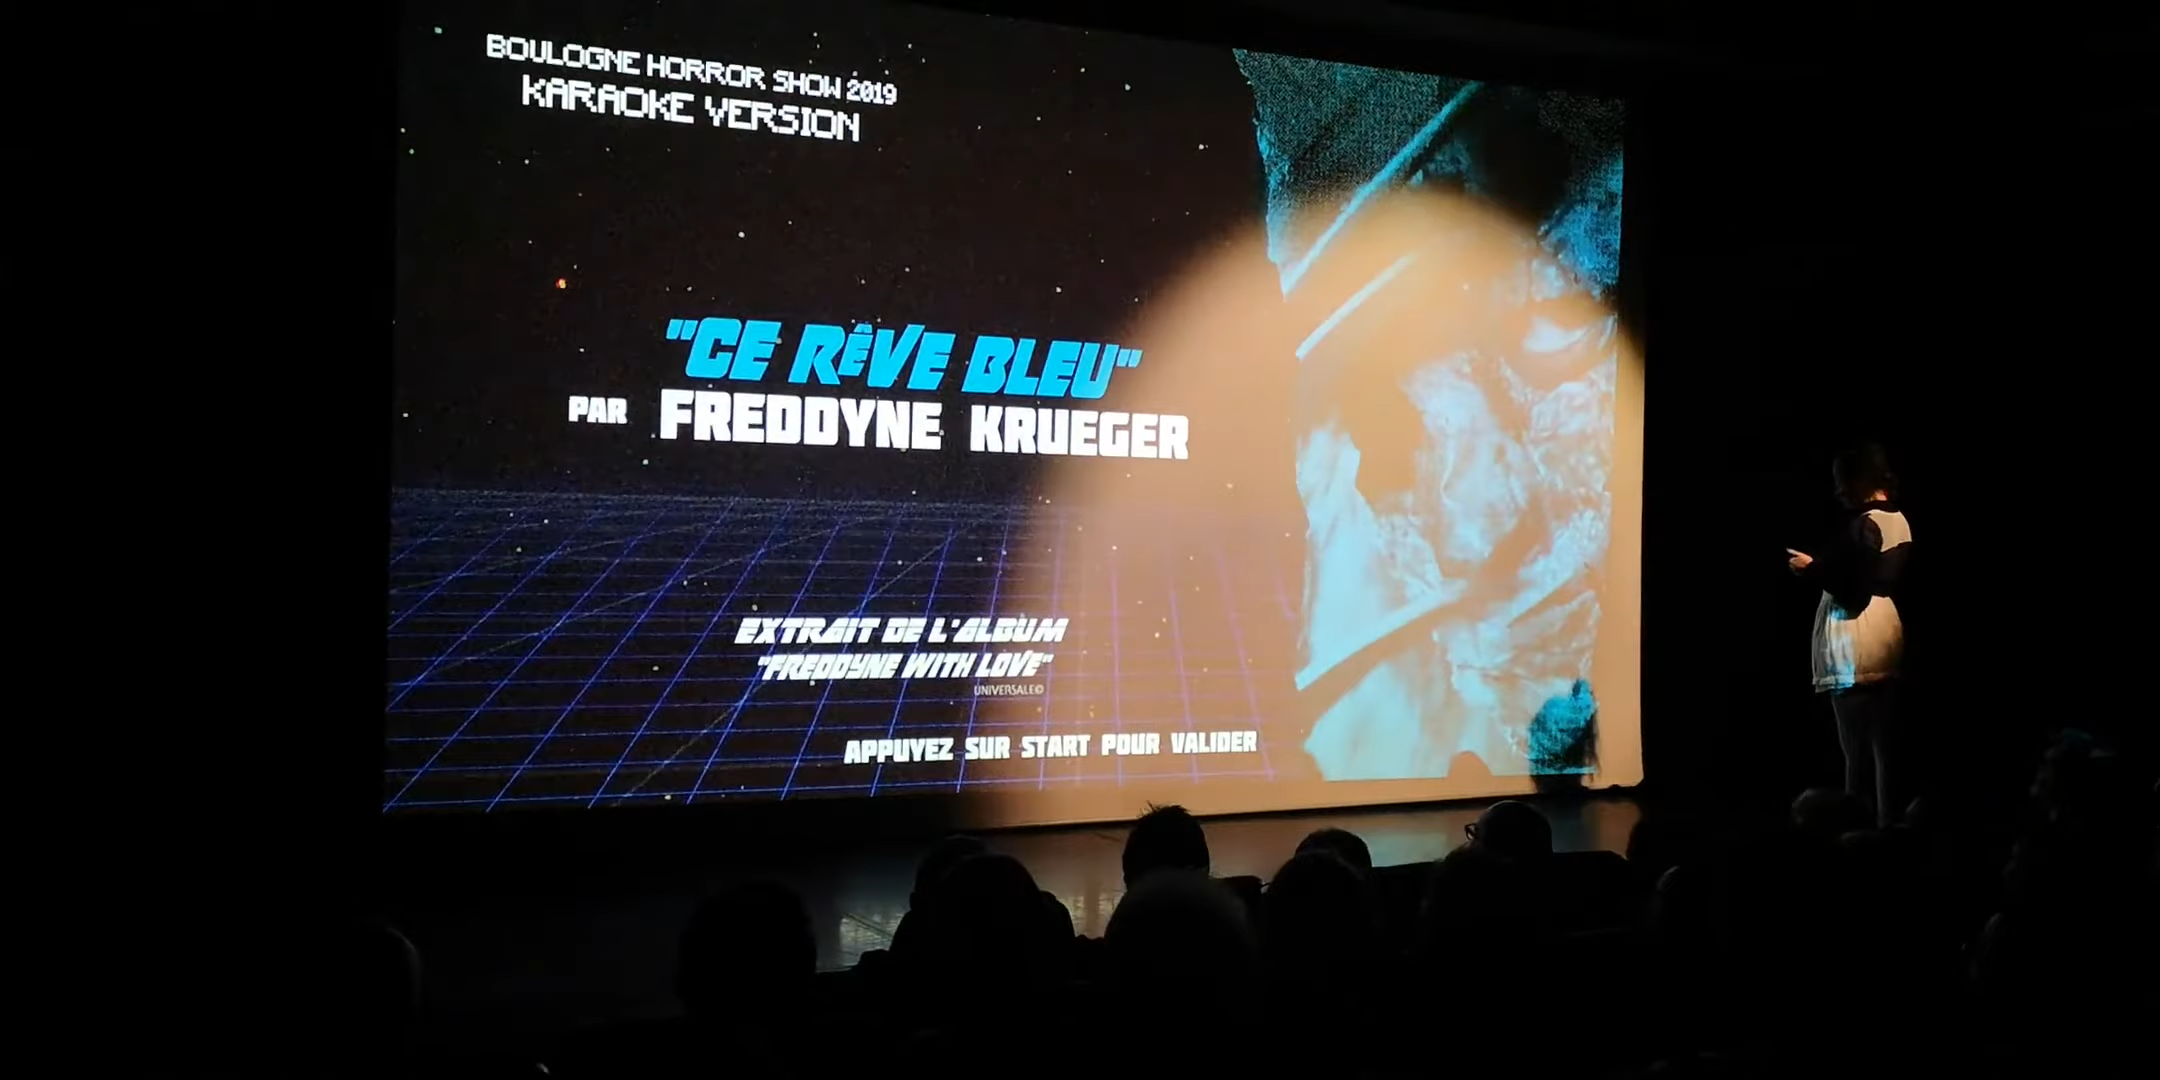 BOULOGNE HORROR SHOW 2019
KARAOKE VERSION
"CE RÊVE BLEU"
PAR FREDDYNE KRUEGER
EXTRAIT DE L'ALBUM
"FREDDYNE WITH LOVE"
UNIVERSALE©
APPUYEZ SUR START POUR VALIDER